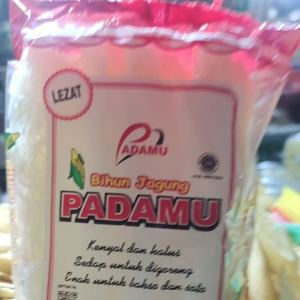 LEZAT
PADAMU
Bihun Jagung
PADAMU
Kenyal dan halus
Sedap untuk digoreng
Enak untuk bakso dan soto